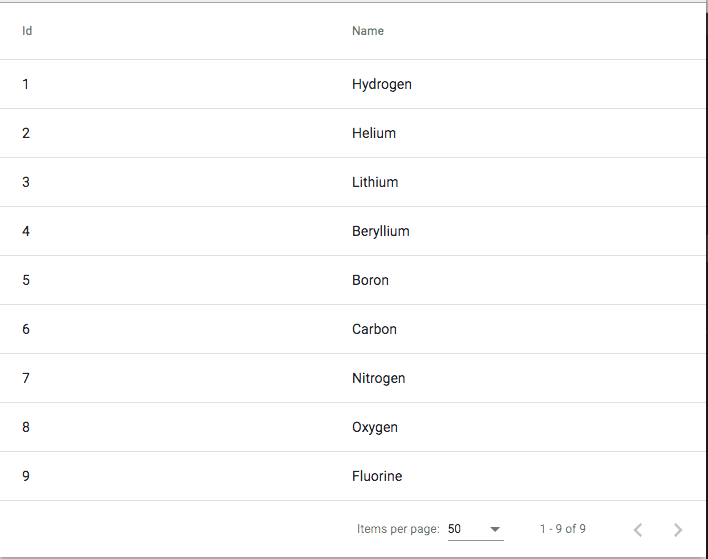 Id Name
1 Hydrogen
2 Helium
3 Lithium
4 Beryllium
5 Boron
6 Carbon
7 Nitrogen
8 Oxygen
9 Fluorine
Items per page: 50 1 - 9 of 9